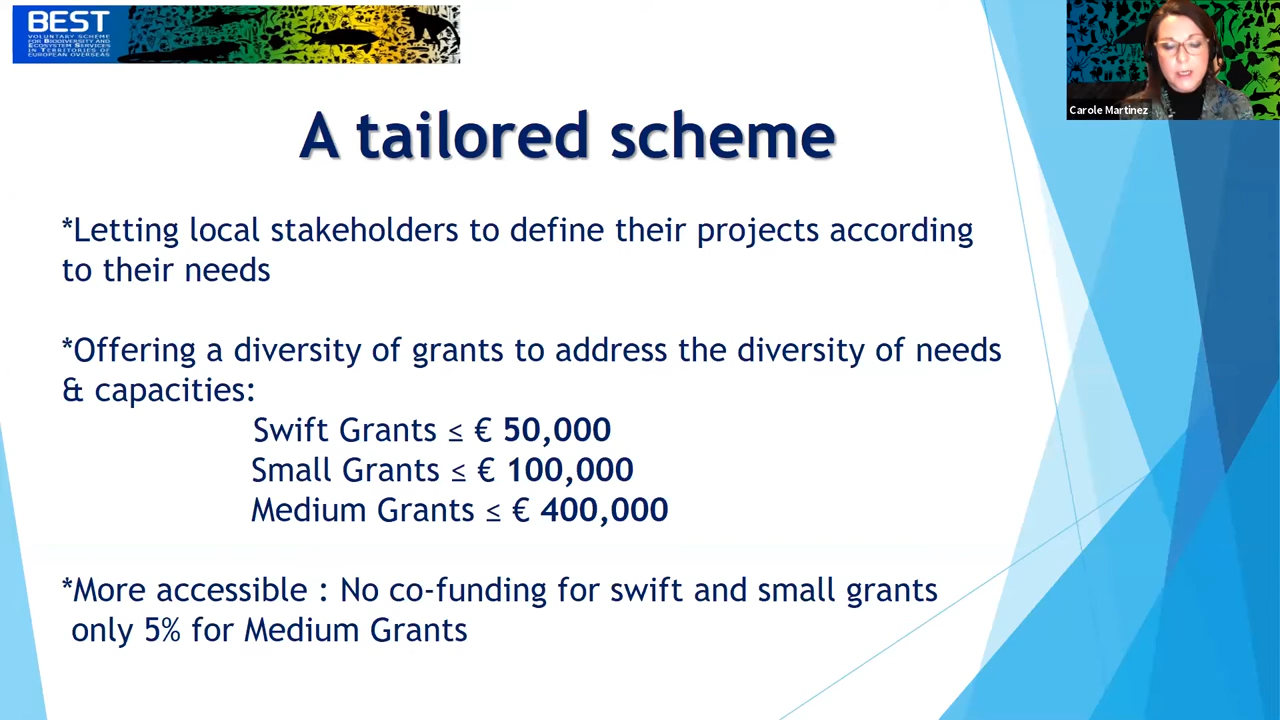 BEST
VOLUNTARY SCHEME
FOR BIODIVERSITY AND
ECOSYSTEM SERVICES
IN TERRITORIES OF
EUROPEAN OVERSEAS
Carole Martinez
A tailored scheme
*Letting local stakeholders to define their projects according
to their needs
*Offering a diversity of grants to address the diversity of needs
& capacities:
Swift Grants ≤ € 50,000
Small Grants ≤ € 100,000
Medium Grants ≤ € 400,000
*More accessible : No co-funding for swift and small grants
only 5% for Medium Grants